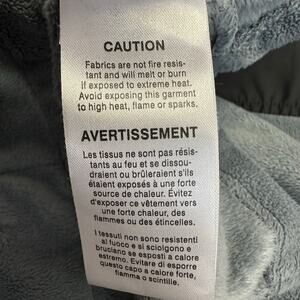 CAUTION
Fabrics are not fire resis-
tant and will melt or burn
if exposed to extreme heat.
Avoid exposing this garment
to high heat, flame or sparks.
AVERTISSEMENT
Les tissus ne sont pas résis-
tants au feu et se dissou-
draient ou brûleraient s'ils
étaient exposés à une forte
source de chaleur. Évitez
d'exposer ce vêtement vers
une forte chaleur, des
flammes ou des étincelles.
I tessuti non sono resistenti
al fuoco e si sciolgono e
bruciano se esposti a calore
estremo. Evitare di esporre
questo capo a calore forte,
fiamma o scintille.